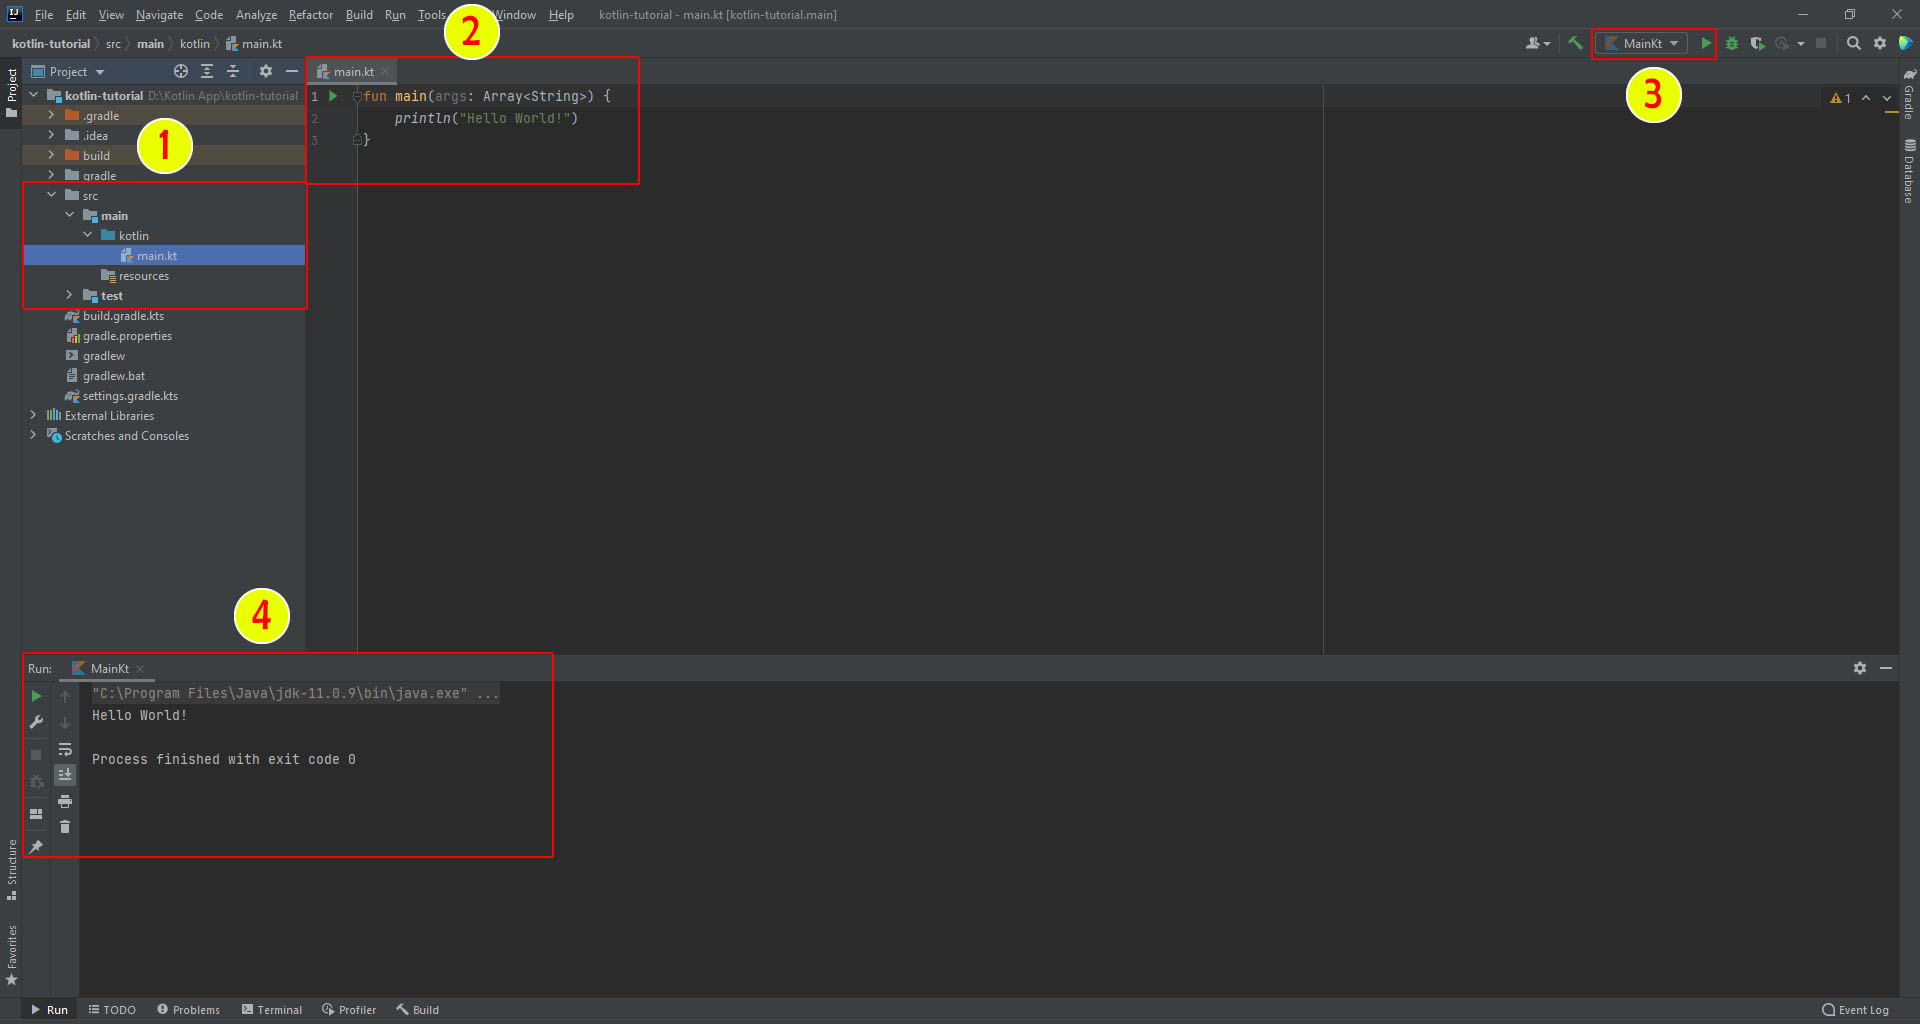 IJ File Edit View Navigate Code Analyze Refactor Build Run Tools Window Help kotlin-tutorial - main.kt [kotlin-tutorial.main]
2
kotlin-tutorial src main kotlin main.kt MainKt
Project main.kt
3
1
4
Project
kotlin-tutorial D:\Kotlin App\kotlin-tutorial
.gradle
.idea
build
gradle
src
main
kotlin
main.kt
resources
test
build.gradle.kts
gradle.properties
gradlew
gradlew.bat
settings.gradle.kts
External Libraries
Scratches and Consoles
1 fun main(args: Array<String>) {
2 println("Hello World!")
3 }
1
Gradle
Database
Run: MainKt
"C:\Program Files\Java\jdk-11.0.9\bin\java.exe" ...
Hello World!
Process finished with exit code 0
Structure
Favorites
Run TODO Problems Terminal Profiler Build Event Log